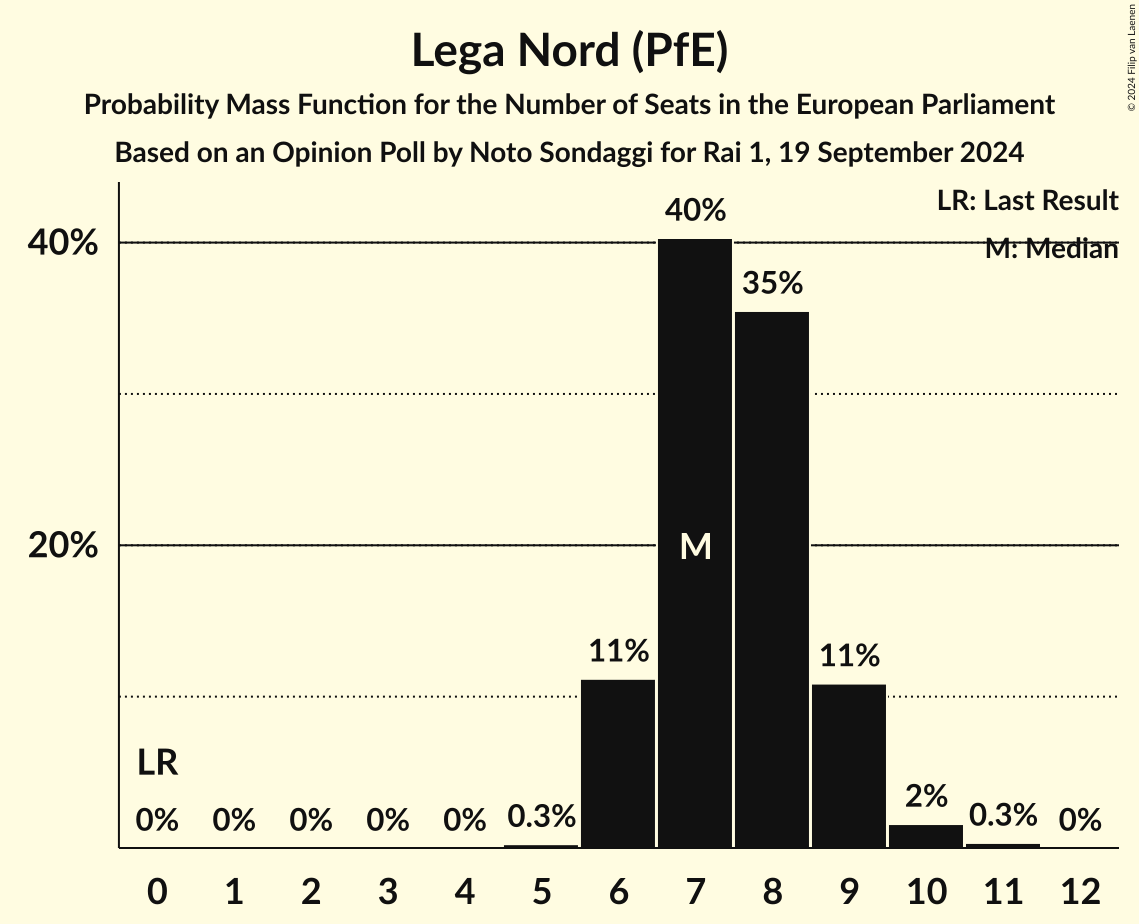 Lega Nord (PfE)
Probability Mass Function for the Number of Seats in the European Parliament
Based on an Opinion Poll by Noto Sondaggi for Rai 1, 19 September 2024
© 2024 Filip van Laenen
LR: Last Result
M: Median
40%
20%
40%
35%
M
11%
11%
LR
0%
0%
0%
0%
0%
0.3%
2%
0.3%
0%
0 1 2 3 4 5 6 7 8 9 10 11 12